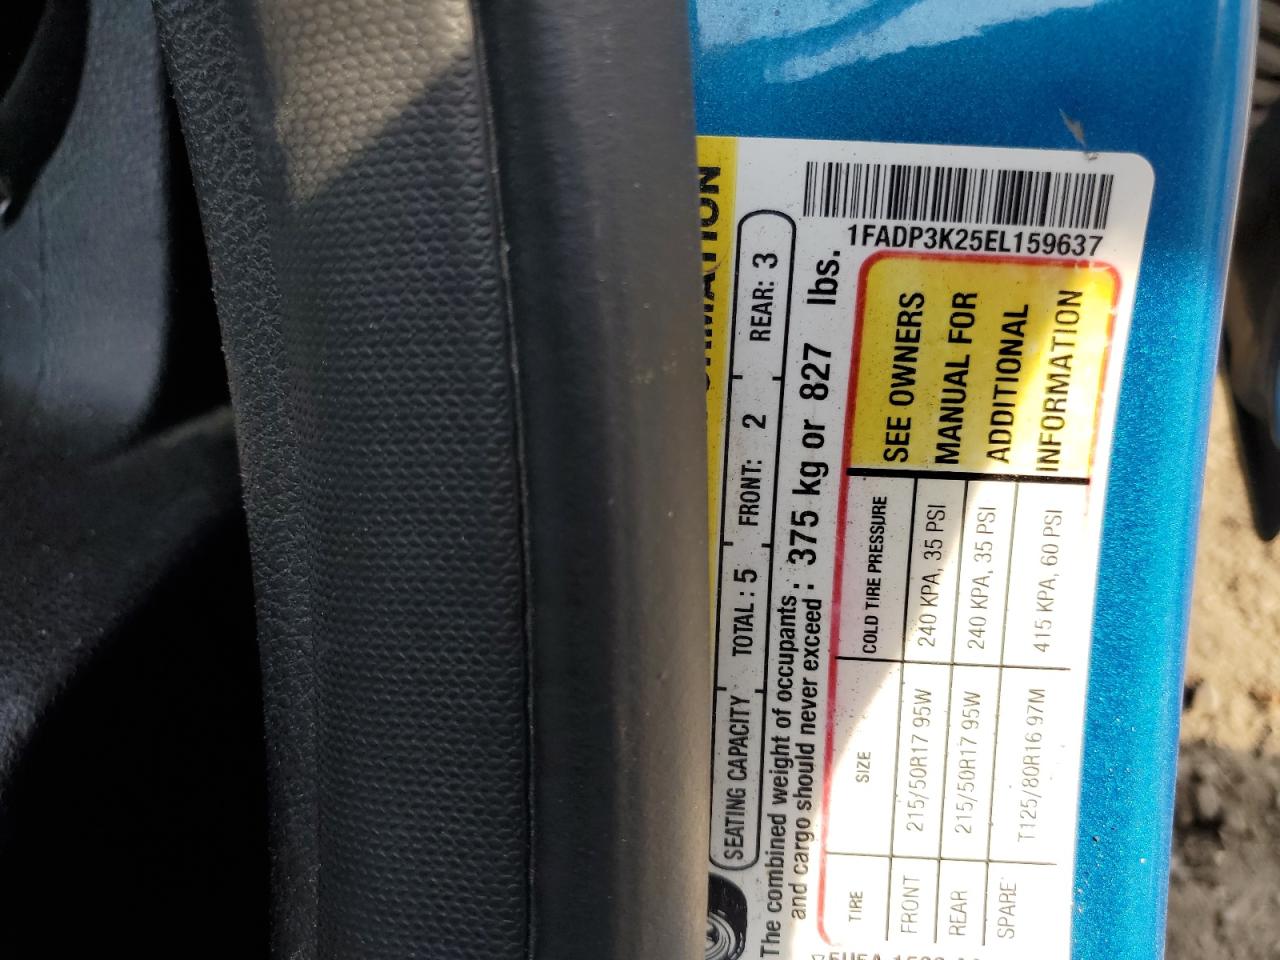 1FADP3K25EL159637
SEATING CAPACITY TOTAL : 5 FRONT: 2 REAR: 3
The combined weight of occupants
and cargo should never exceed : 375 kg or 827 lbs.
TIRE SIZE COLD TIRE PRESSURE
FRONT 215/50R17 95W 240 KPA, 35 PSI
REAR 215/50R17 95W 240 KPA, 35 PSI
SPARE T125/80R16 97M 415 KPA, 60 PSI
SEE OWNERS
MANUAL FOR
ADDITIONAL
INFORMATION